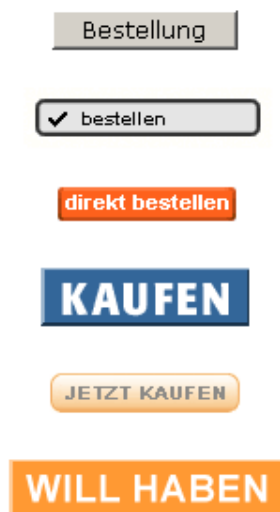 Bestellung
bestellen
direkt bestellen
KAUFEN
JETZT KAUFEN
WILL HABEN